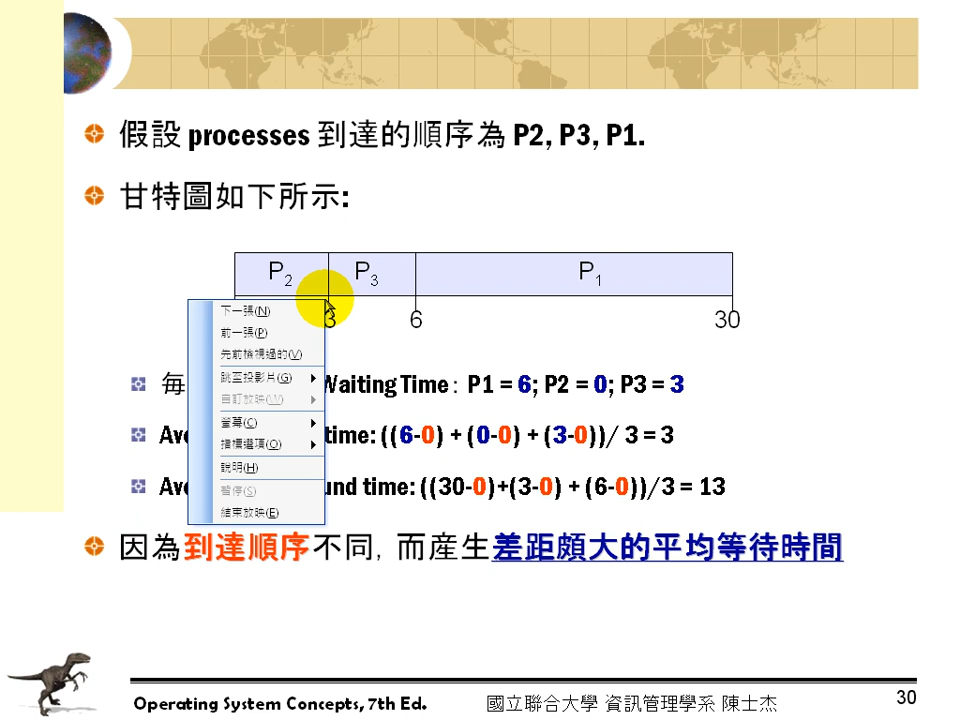 假設 processes 到達的順序為 P2, P3, P1.
甘特圖如下所示:
P2 P3 P1
3 6 30
下一張(N)
前一張(P)
先前檢視過的(V)
跳至投影片(G)
自訂放映(W)
螢幕(C)
指標選項(O)
說明(H)
暫停(S)
結束放映(E)
每 Waiting Time: P1 = 6; P2 = 0; P3 = 3
Ave time: ((6-0) + (0-0) + (3-0))/ 3 = 3
Ave und time: ((30-0)+(3-0) + (6-0))/3 = 13
因為到達順序不同, 而產生差距頗大的平均等待時間
Operating System Concepts, 7th Ed. 國立聯合大學 資訊管理學系 陳士杰 30